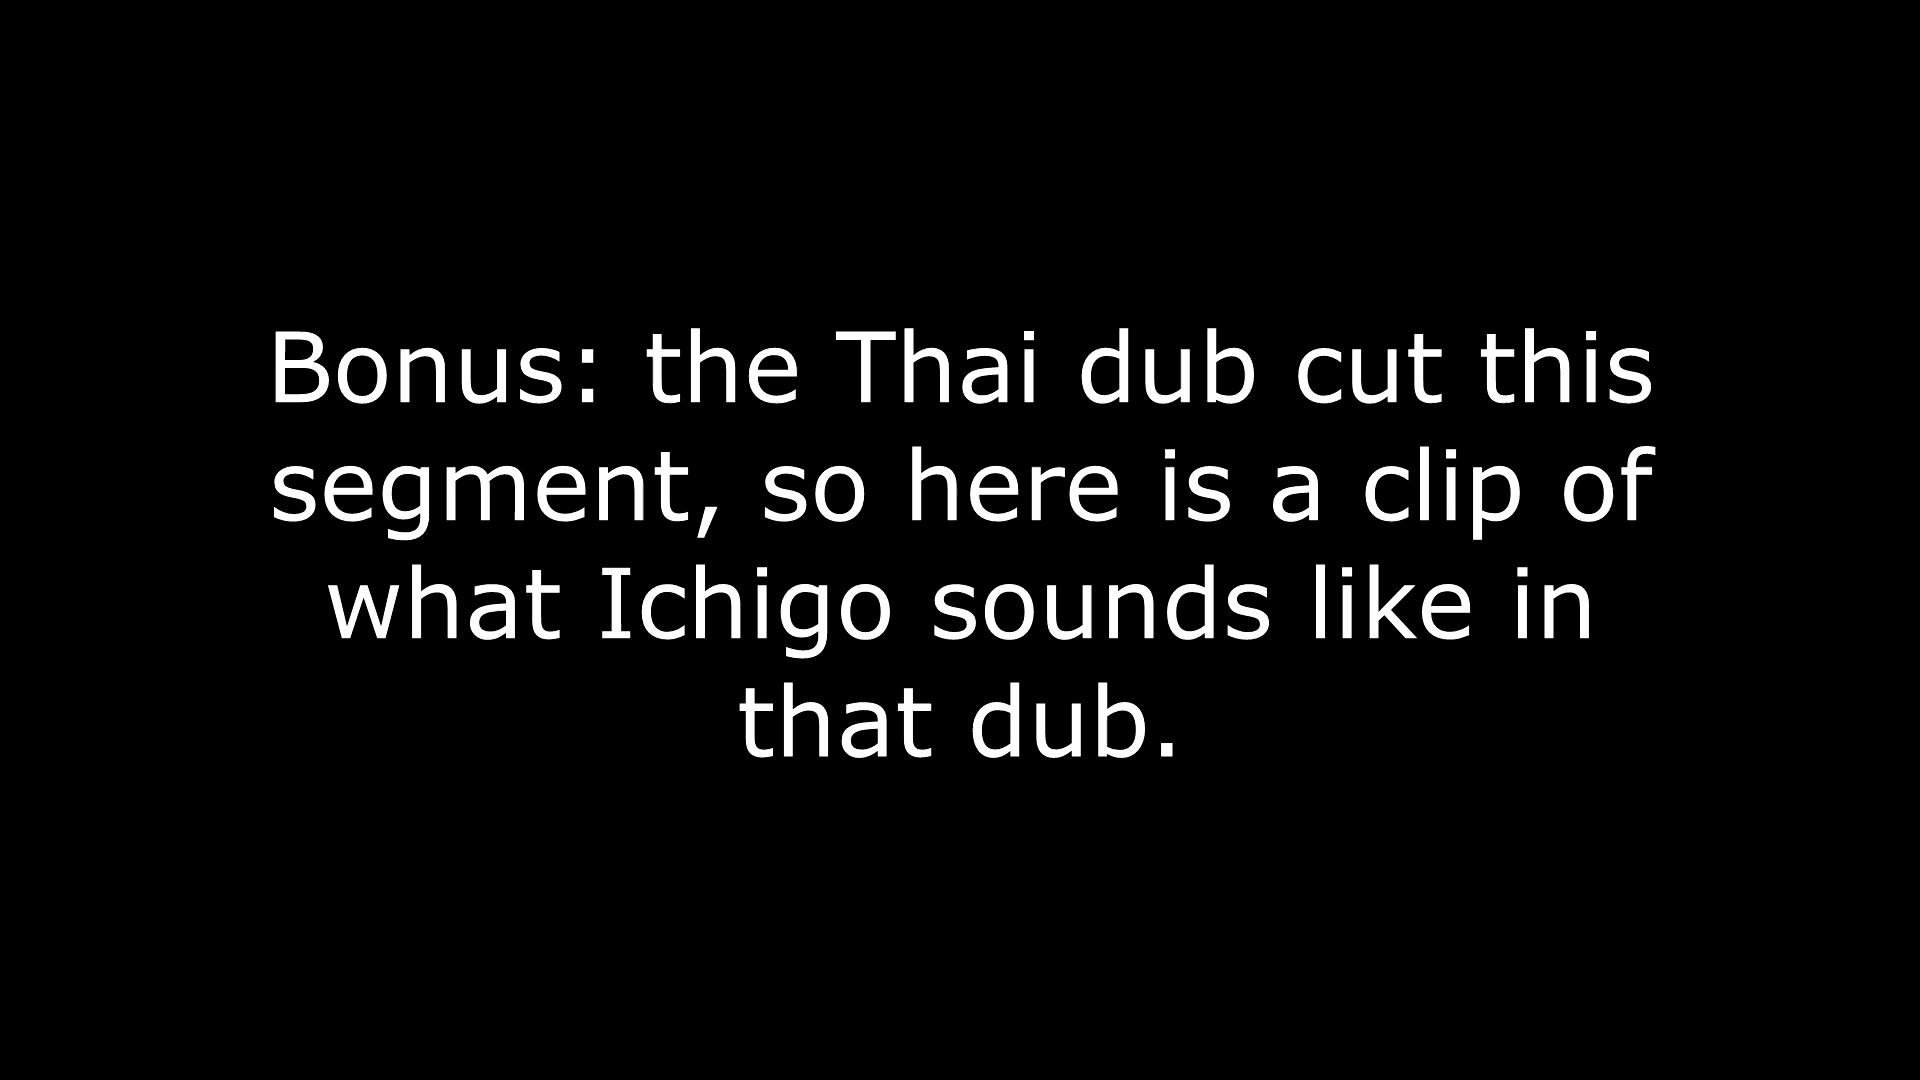 Bonus: the Thai dub cut this
segment, so here is a clip of
what Ichigo sounds like in
that dub.